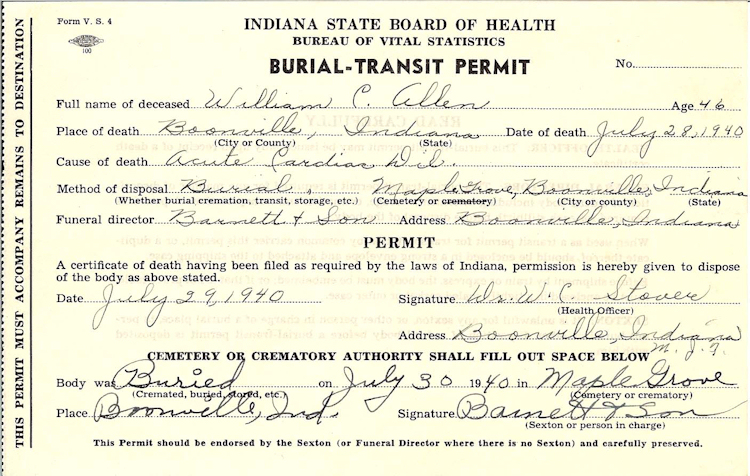 Form V. S. 4
100
INDIANA STATE BOARD OF HEALTH
BUREAU OF VITAL STATISTICS
BURIAL-TRANSIT PERMIT
No.
Full name of deceased William C. Allen Age 46
Place of death Boonville, Indiana Date of death July 28, 1940
(City or County) (State)
Cause of death Acute Cardiac Dil.
Method of disposal Burial. Maple Grove, Boonville, Indiana
(Whether burial cremation, transit, storage, etc.) (Cemetery or crematory) (City or county) (State)
Funeral director Barnett & Son Address Boonville, Indiana
PERMIT
A certificate of death having been filed as required by the laws of Indiana, permission is hereby given to dispose
of the body as above stated.
Date July 29, 1940 Signature Dr. W. C. Stover
(Health Officer)
Address Boonville, Indiana
M. J. F.
CEMETERY OR CREMATORY AUTHORITY SHALL FILL OUT SPACE BELOW
Body was Buried on July 30 1940 in Maple Grove
(Cremated, buried, stored, etc.) (Cemetery or crematory)
Place Boonville, Ind. Signature Barnett & Son
(Sexton or person in charge)
This Permit should be endorsed by the Sexton (or Funeral Director where there is no Sexton) and carefully preserved.
THIS PERMIT MUST ACCOMPANY REMAINS TO DESTINATION